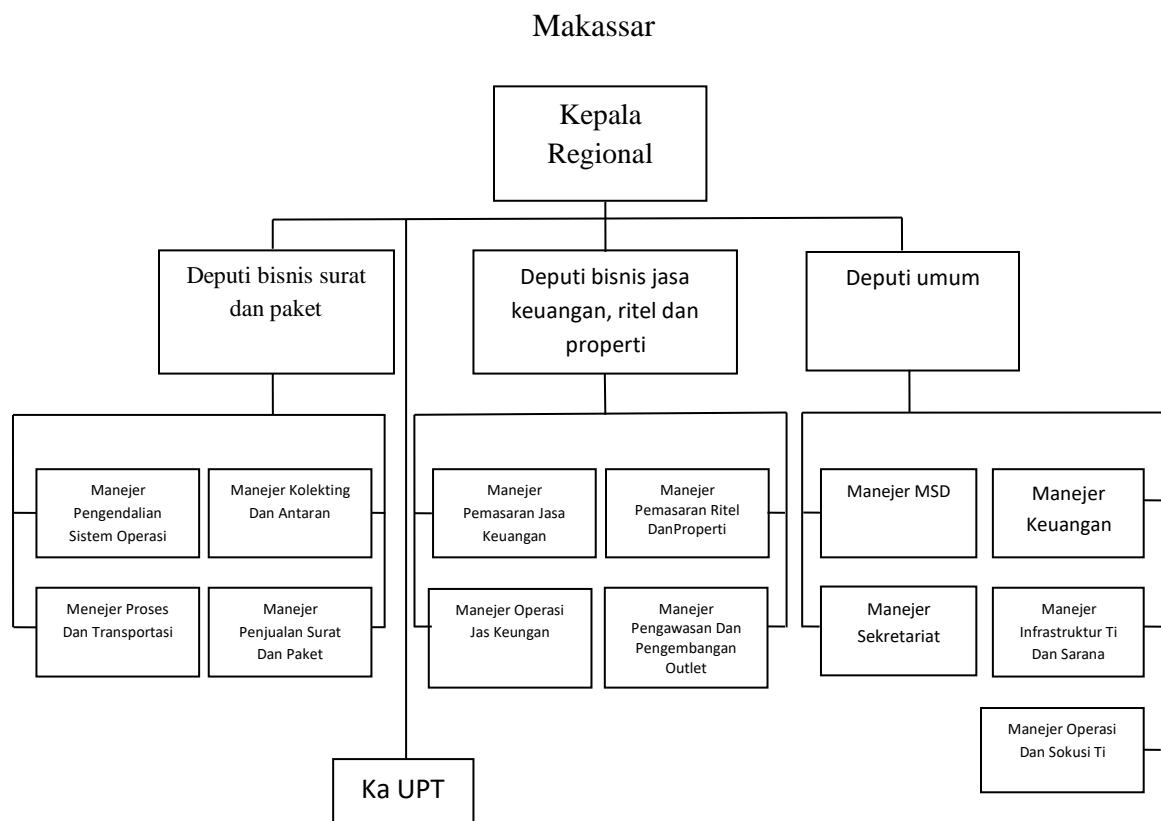 Makassar
Kepala
Regional
Deputi bisnis surat
dan paket
Deputi bisnis jasa
keuangan, ritel dan
properti
Deputi umum
Manejer
Pengendalian
Sistem Operasi
Manejer Kolekting
Dan Antaran
Manejer
Pemasaran Jasa
Keuangan
Manejer
Pemasaran Ritel
DanProperti
Manejer MSD
Manejer
Keuangan
Menejer Proses
Dan Transportasi
Manejer
Penjualan Surat
Dan Paket
Manejer Operasi
Jas Keungan
Manejer
Pengawasan Dan
Pengembangan
Outlet
Manejer
Sekretariat
Manejer
Infrastruktur Ti
Dan Sarana
Manejer Operasi
Dan Sokusi Ti
Ka UPT